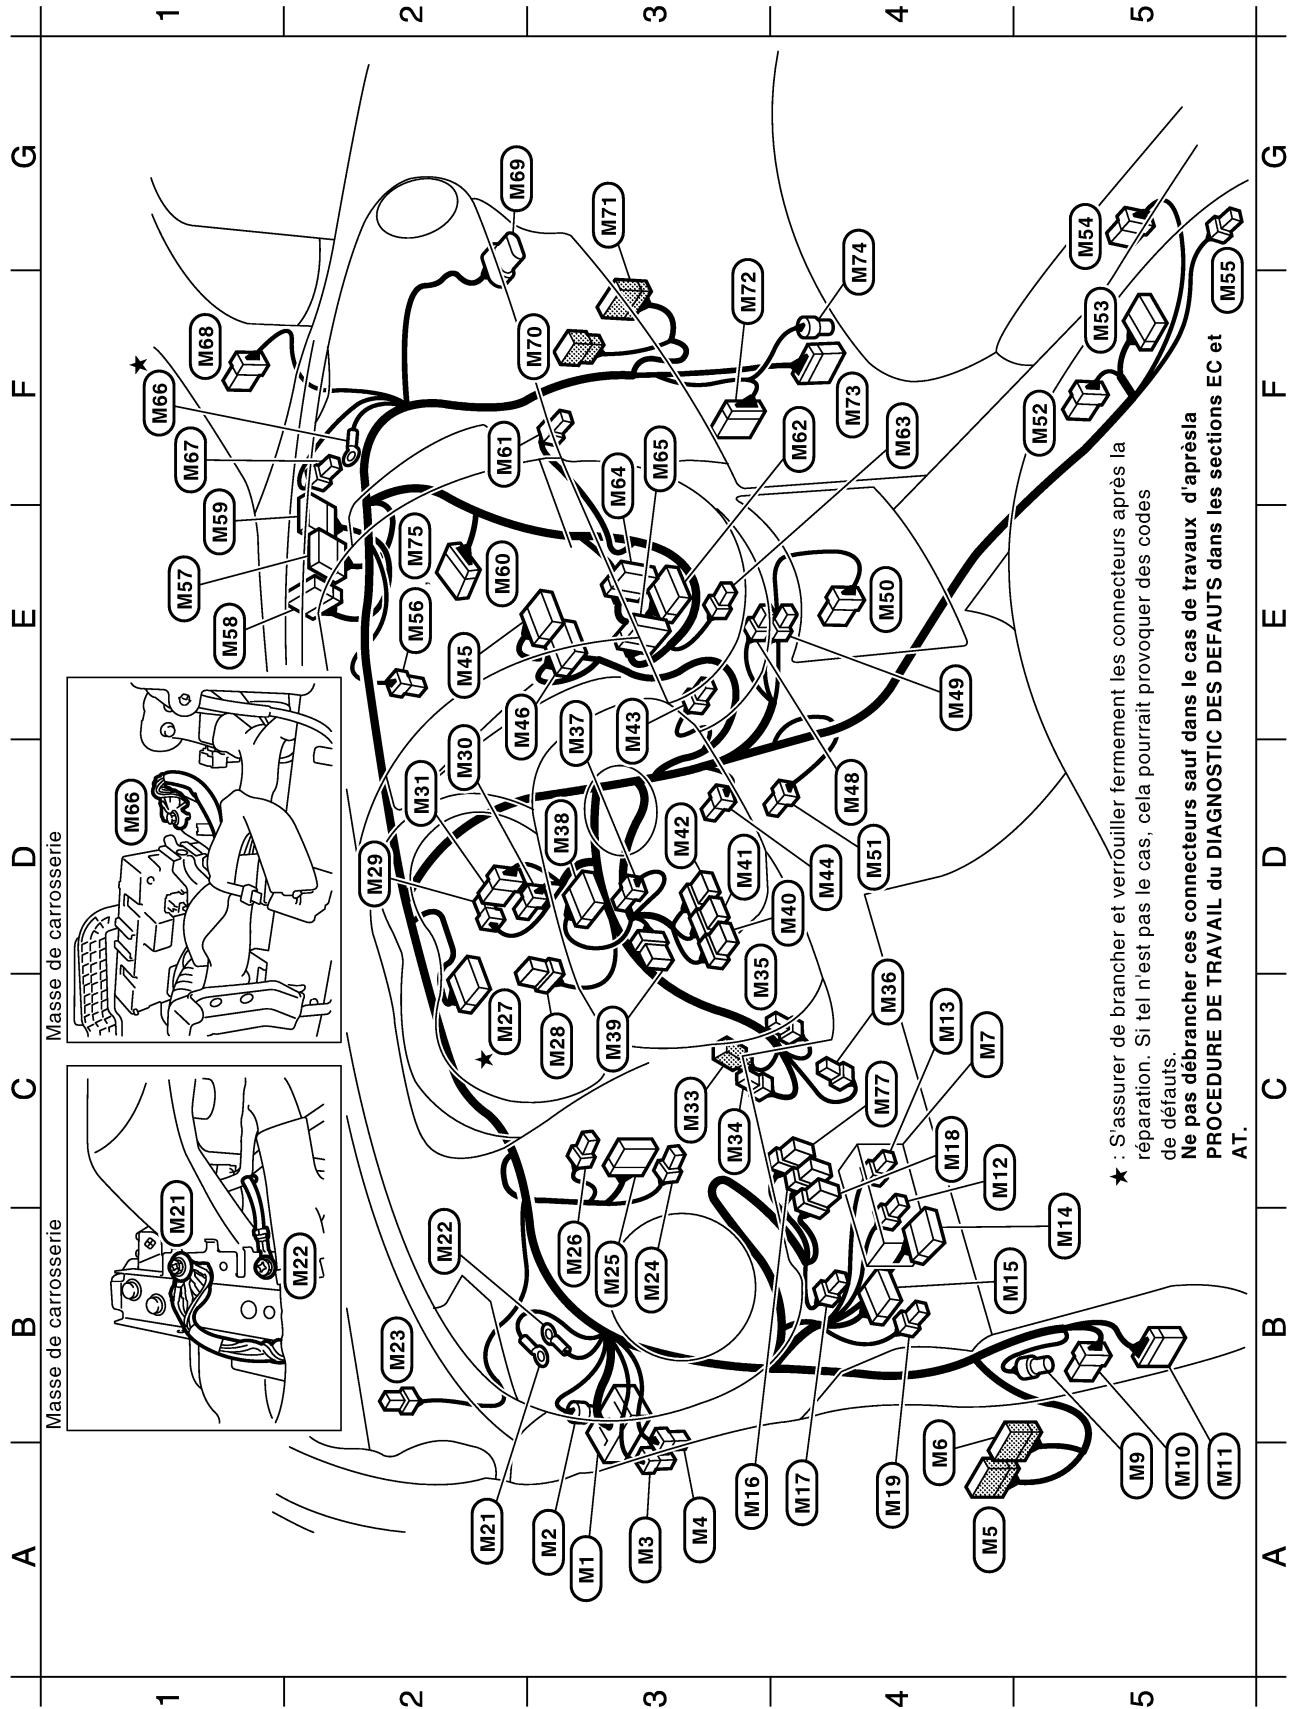 A
B
C
D
E
F
G
1
2
3
4
5
Masse de carrosserie
M21
M22
Masse de carrosserie
M66
M68
M66
★
M67
M59
M57
M58
M75
M60
M56
M45
M46
M61
M64
M65
M62
M63
M69
M71
M70
M72
M74
M73
M54
M55
M53
M52
M50
M49
M48
M51
M44
M43
M37
M30
M31
M29
M38
M42
M41
M40
M35
M36
M39
M28
M27
★
M33
M34
M77
M13
M7
M18
M12
M14
M15
M26
M25
M24
M22
M23
M21
M2
M1
M3
M4
M16
M17
M19
M6
M5
M9
M10
M11
★ : S'assurer de brancher et verrouiller fermement les connecteurs après la
réparation. Si tel n'est pas le cas, cela pourrait provoquer des codes
de défauts.
Ne pas débrancher ces connecteurs sauf dans le cas de travaux d'aprèsla
PROCEDURE DE TRAVAIL du DIAGNOSTIC DES DEFAUTS dans les sections EC et
AT.
A
B
C
D
E
F
G
1
2
3
4
5